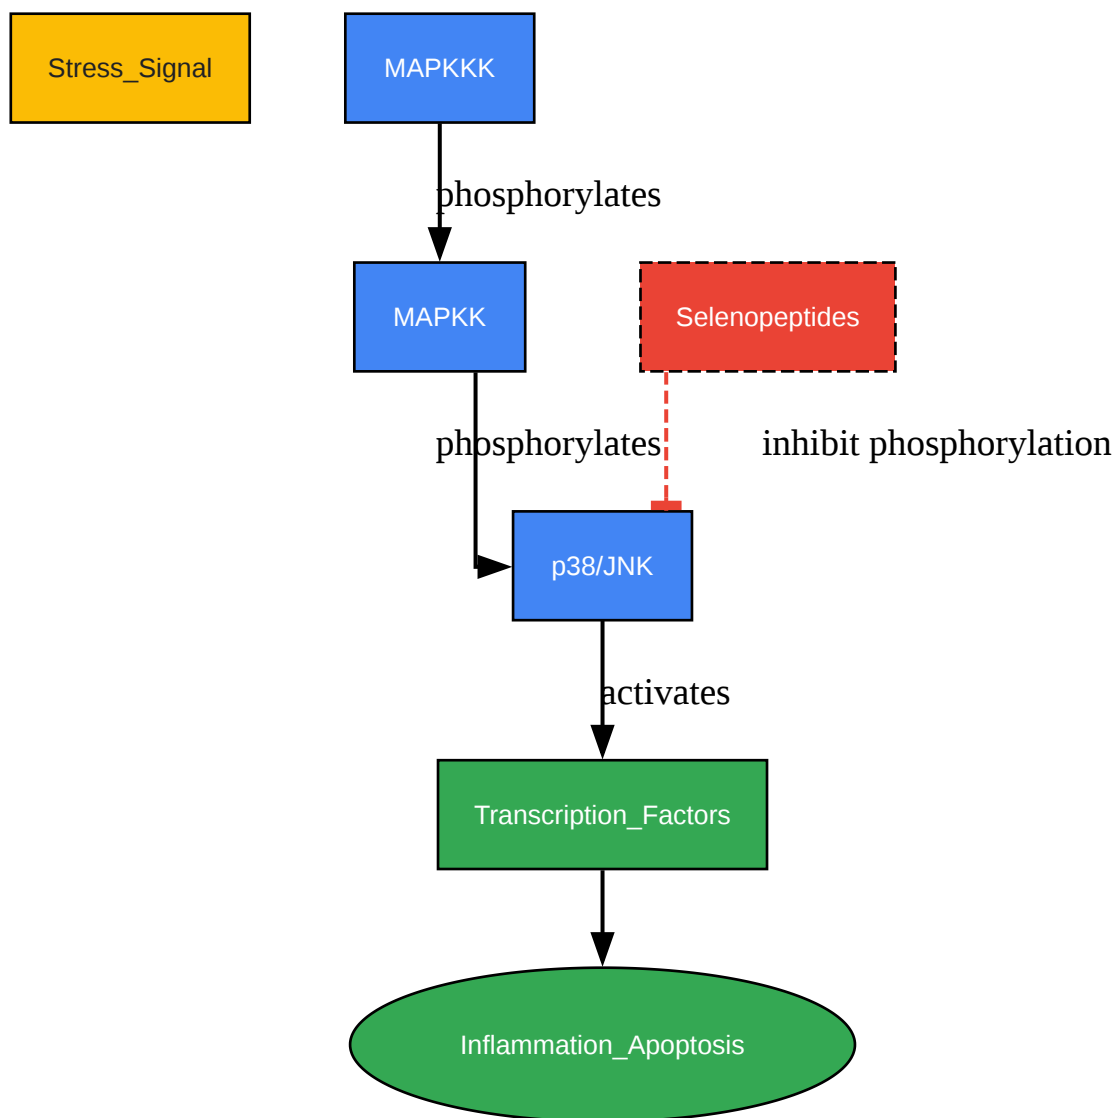 Stress_Signal
MAPKKK
phosphorylates
MAPKK
Selenopeptides
phosphorylates
inhibit phosphorylation
p38/JNK
activates
Transcription_Factors
Inflammation_Apoptosis